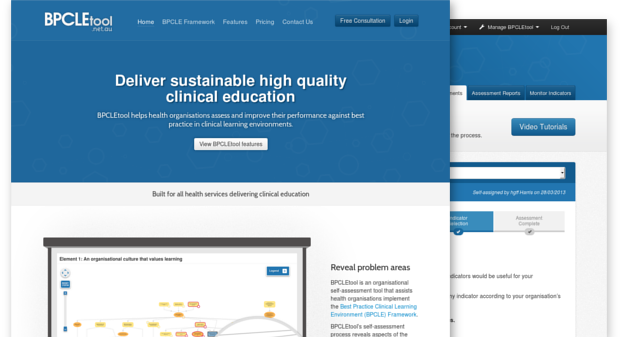 BPCLEtool
.net.au
Home BPCLE Framework Features Pricing Contact Us Free Consultation Login
Deliver sustainable high quality
clinical education
BPCLEtool helps health organisations assess and improve their performance against best
practice in clinical learning environments.
View BPCLEtool features
Built for all health services delivering clinical education
Element 1: An organisational culture that values learning
Legend
Reveal problem areas
BPCLEtool is an organisational
self-assessment tool that assists
health organisations implement
the Best Practice Clinical Learning
Environment (BPCLE) Framework.
BPCLEtool's self-assessment
process reveals aspects of the
Manage BPCLEtool Log Out
Assessment Reports Monitor Indicators
the process.
Video Tutorials
Self-assigned by hgff Harris on 28/03/2013
Assessment
Complete
would be useful for your
indicator according to your organisation's